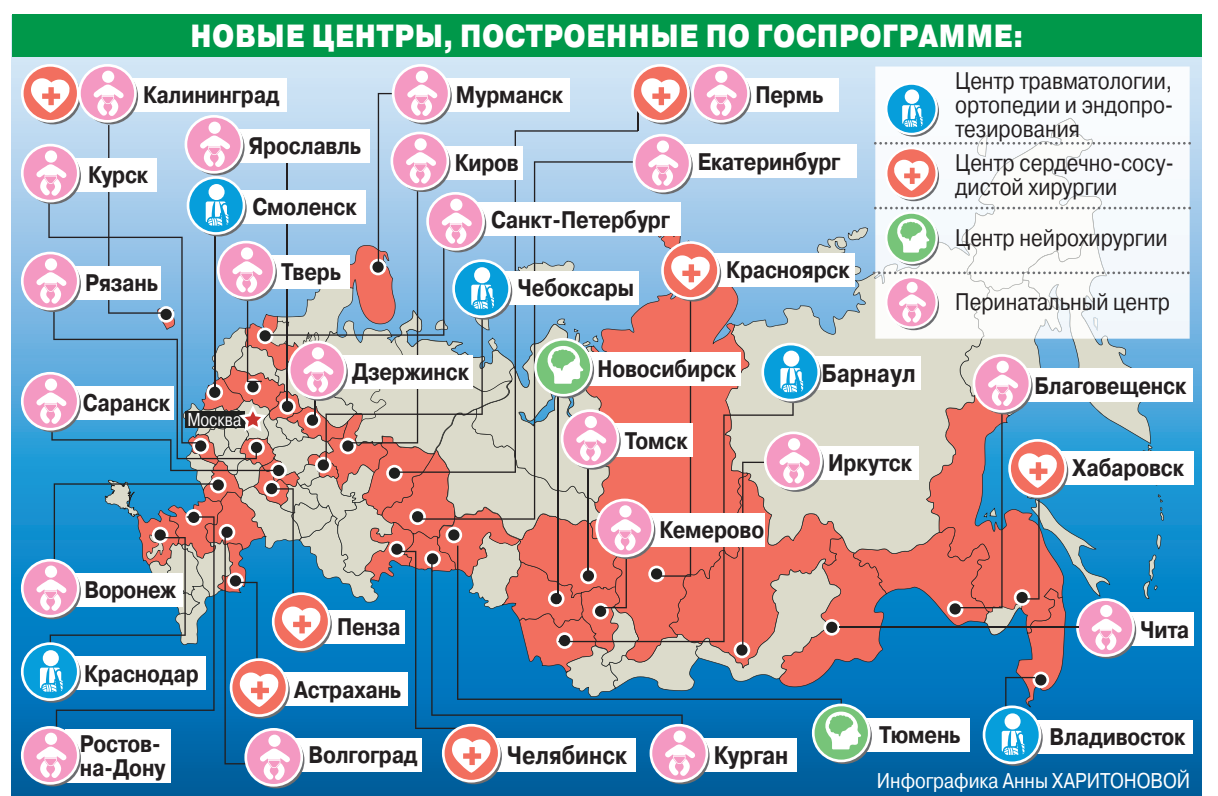 НОВЫЕ ЦЕНТРЫ, ПОСТРОЕННЫЕ ПО ГОСПРОГРАММЕ:
Калининград
Мурманск
Пермь
Центр травматологии,
ортопедии и эндопро-
тезирования
Ярославль
Киров
Екатеринбург
Курск
Центр сердечно-сосу-
дистой хирургии
Смоленск
Санкт-Петербург
Центр нейрохирургии
Рязань
Тверь
Чебоксары
Красноярск
Перинатальный центр
Дзержинск
Новосибирск
Барнаул
Благовещенск
Саранск
Москва
Томск
Иркутск
Хабаровск
Кемерово
Воронеж
Пенза
Чита
Краснодар
Астрахань
Ростов-
на-Дону
Волгоград
Челябинск
Курган
Тюмень
Владивосток
Инфографика Анны ХАРИТОНОВОЙ